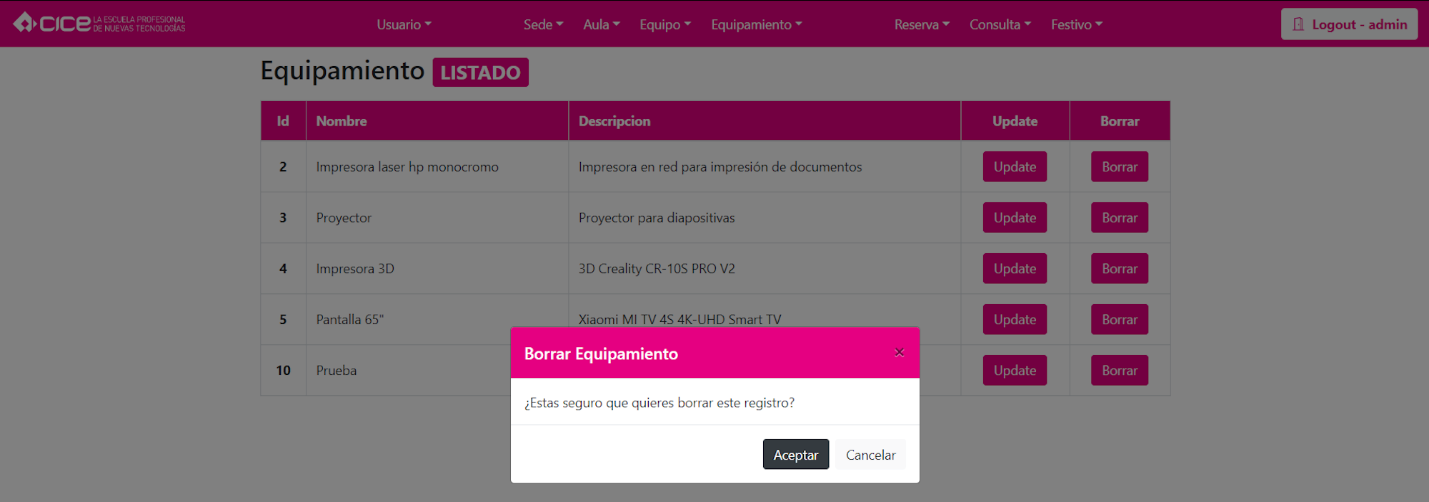 CICE LA ESCUELA PROFESIONAL DE NUEVAS TECNOLOGÍAS
Usuario Sede Aula Equipo Equipamiento Reserva Consulta Festivo Logout - admin
Equipamiento LISTADO
Id Nombre Descripcion Update Borrar
2 Impresora laser hp monocromo Impresora en red para impresión de documentos Update Borrar
3 Proyector Proyector para diapositivas Update Borrar
4 Impresora 3D 3D Creality CR-10S PRO V2 Update Borrar
5 Pantalla 65" Xiaomi MI TV 4S 4K-UHD Smart TV Update Borrar
10 Prueba Update Borrar
Borrar Equipamiento ×
¿Estas seguro que quieres borrar este registro?
Aceptar Cancelar